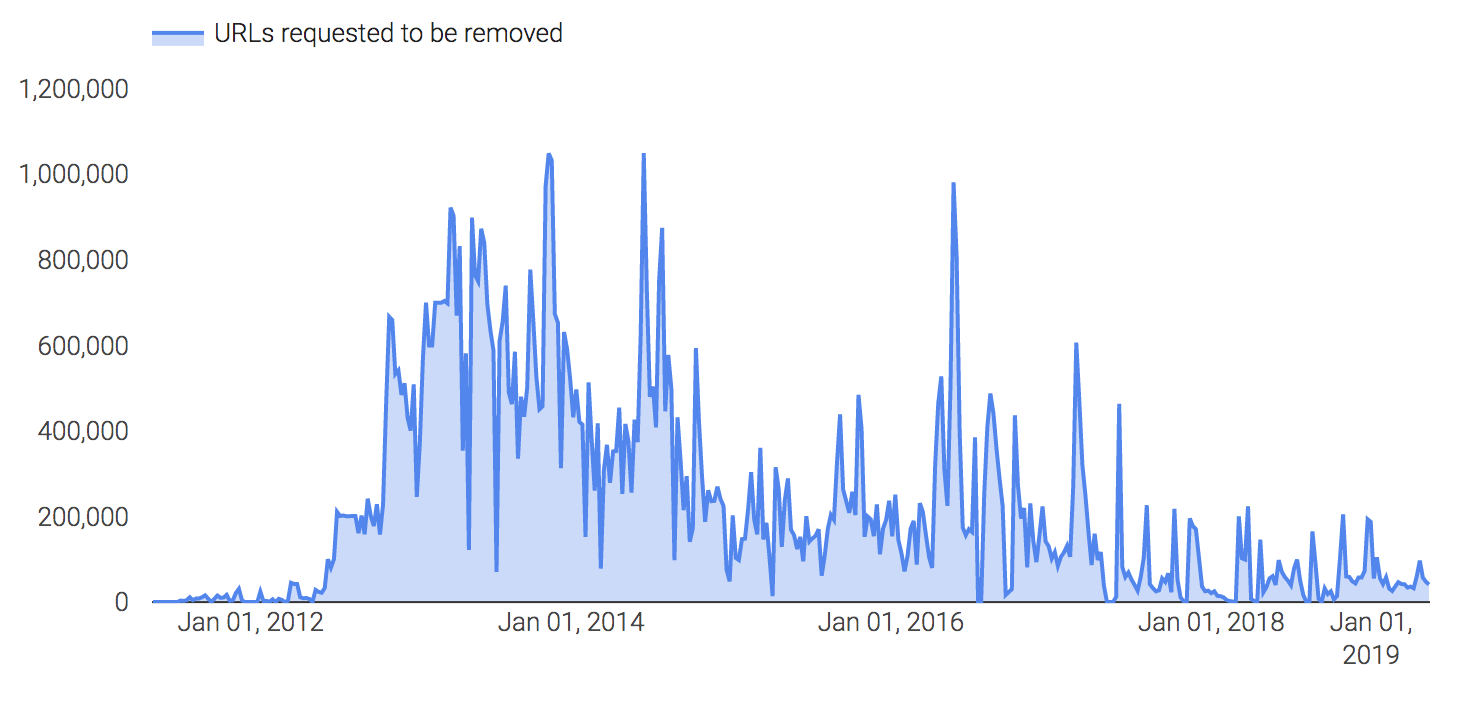 URLs requested to be removed
1,200,000
1,000,000
800,000
600,000
400,000
200,000
0
Jan 01, 2012
Jan 01, 2014
Jan 01, 2016
Jan 01, 2018
Jan 01,
2019